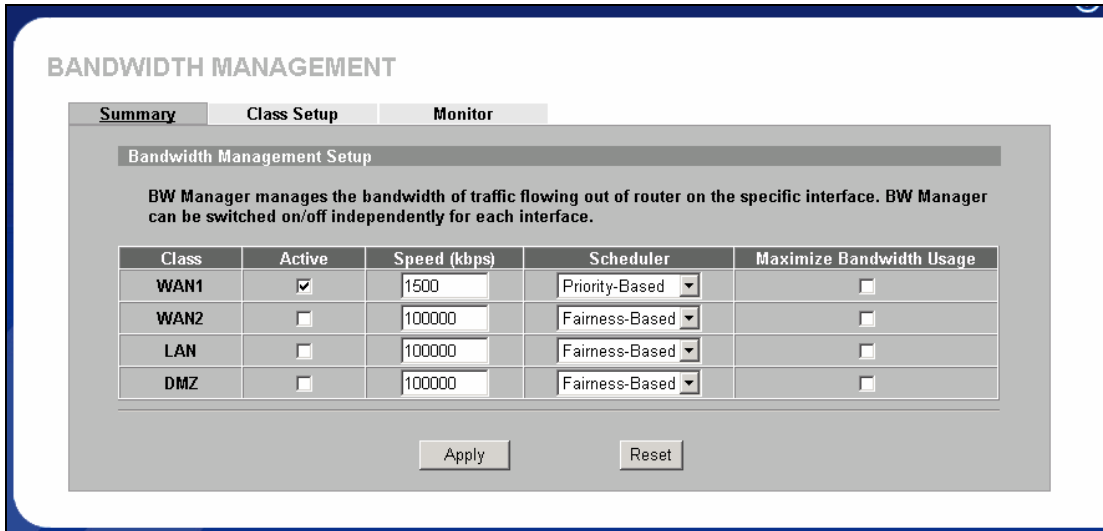 BANDWIDTH MANAGEMENT
Summary Class Setup Monitor
Bandwidth Management Setup
BW Manager manages the bandwidth of traffic flowing out of router on the specific interface. BW Manager
can be switched on/off independently for each interface.
Class Active Speed (kbps) Scheduler Maximize Bandwidth Usage
WAN1 1500 Priority-Based
WAN2 100000 Fairness-Based
LAN 100000 Fairness-Based
DMZ 100000 Fairness-Based
Apply Reset